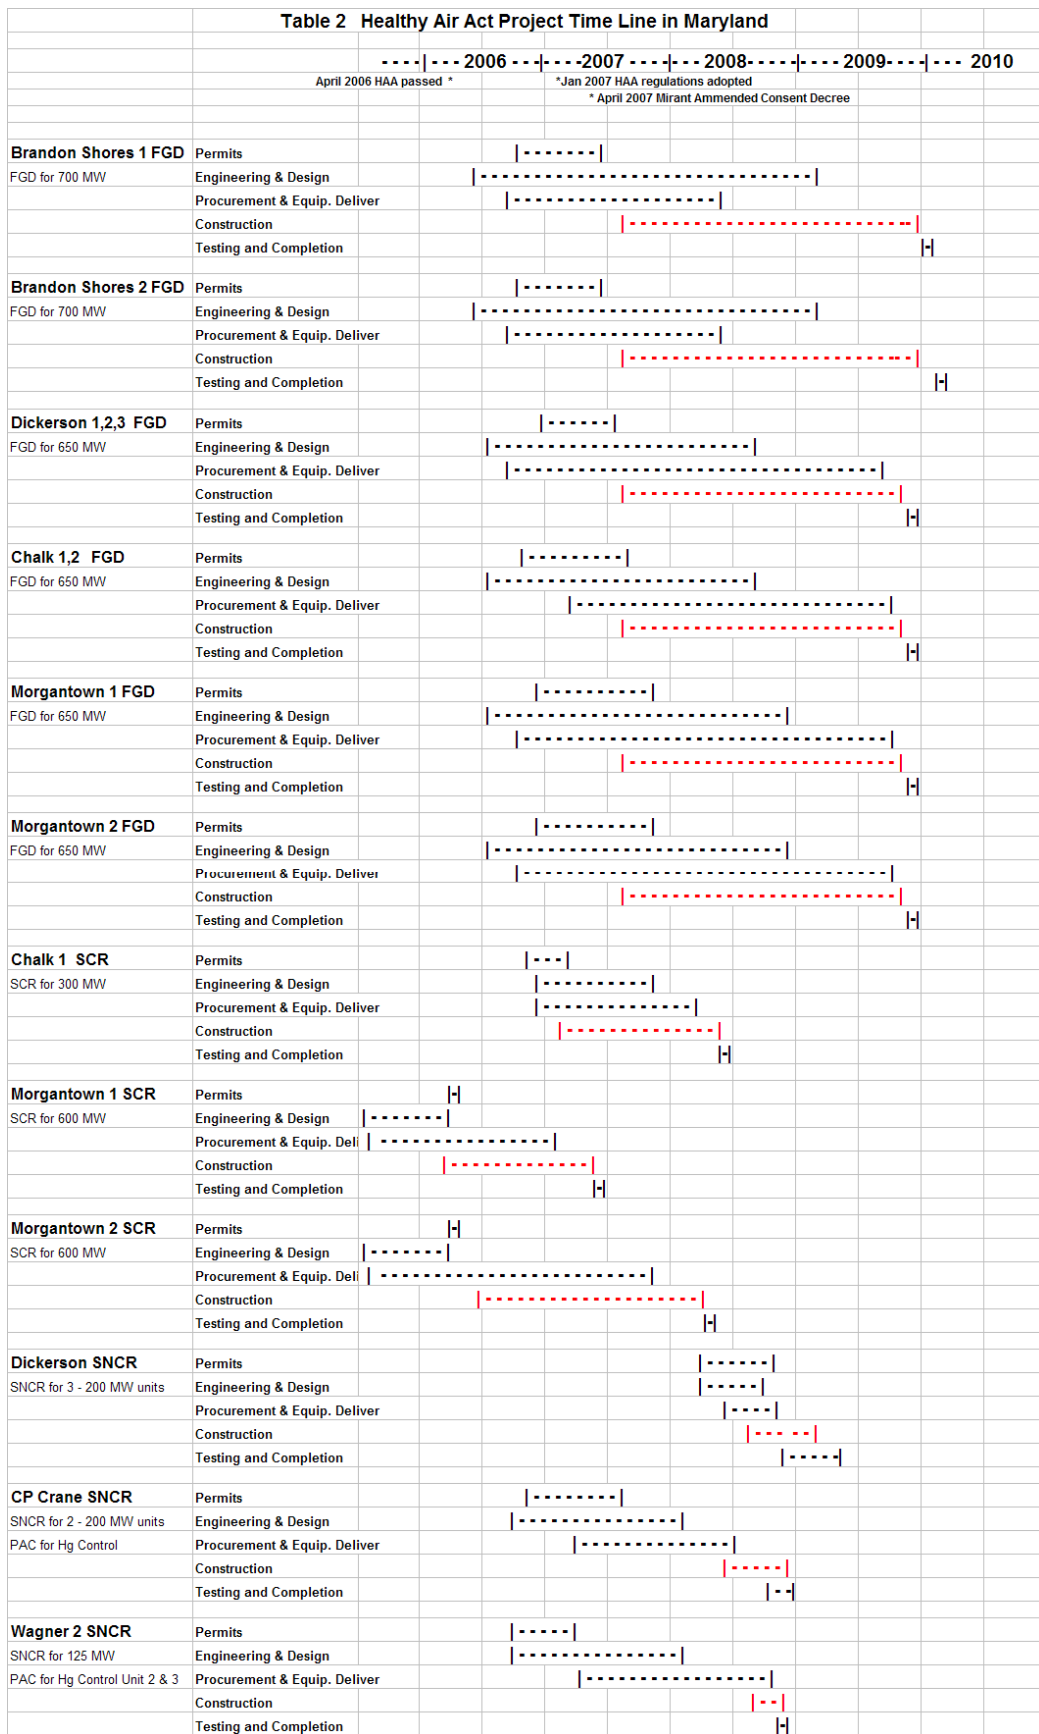 Table 2   Healthy Air Act Project Time Line in Maryland
- - - -|- - - 2006 - - -|- - - -2007 - - - -|- - - -2008- - - - -|- - - -2009- - - -|- - - 2010
April 2006 HAA passed *    *Jan 2007 HAA regulations adopted
* April 2007 Mirant Ammended Consent Decree
Brandon Shores 1 FGD Permits
FGD for 700 MW Engineering & Design
Procurement & Equip. Deliver
Construction
Testing and Completion
Brandon Shores 2 FGD Permits
FGD for 700 MW Engineering & Design
Procurement & Equip. Deliver
Construction
Testing and Completion
Dickerson 1,2,3 FGD Permits
FGD for 650 MW Engineering & Design
Procurement & Equip. Deliver
Construction
Testing and Completion
Chalk 1,2 FGD Permits
FGD for 650 MW Engineering & Design
Procurement & Equip. Deliver
Construction
Testing and Completion
Morgantown 1 FGD Permits
FGD for 650 MW Engineering & Design
Procurement & Equip. Deliver
Construction
Testing and Completion
Morgantown 2 FGD Permits
FGD for 650 MW Engineering & Design
Procurement & Equip. Deliver
Construction
Testing and Completion
Chalk 1 SCR Permits
SCR for 300 MW Engineering & Design
Procurement & Equip. Deliver
Construction
Testing and Completion
Morgantown 1 SCR Permits
SCR for 600 MW Engineering & Design
Procurement & Equip. Deli
Construction
Testing and Completion
Morgantown 2 SCR Permits
SCR for 600 MW Engineering & Design
Procurement & Equip. Deli
Construction
Testing and Completion
Dickerson SNCR Permits
SNCR for 3 - 200 MW units Engineering & Design
Procurement & Equip. Deliver
Construction
Testing and Completion
CP Crane SNCR Permits
SNCR for 2 - 200 MW units Engineering & Design
PAC for Hg Control Procurement & Equip. Deliver
Construction
Testing and Completion
Wagner 2 SNCR Permits
SNCR for 125 MW Engineering & Design
PAC for Hg Control Unit 2 & 3 Procurement & Equip. Deliver
Construction
Testing and Completion